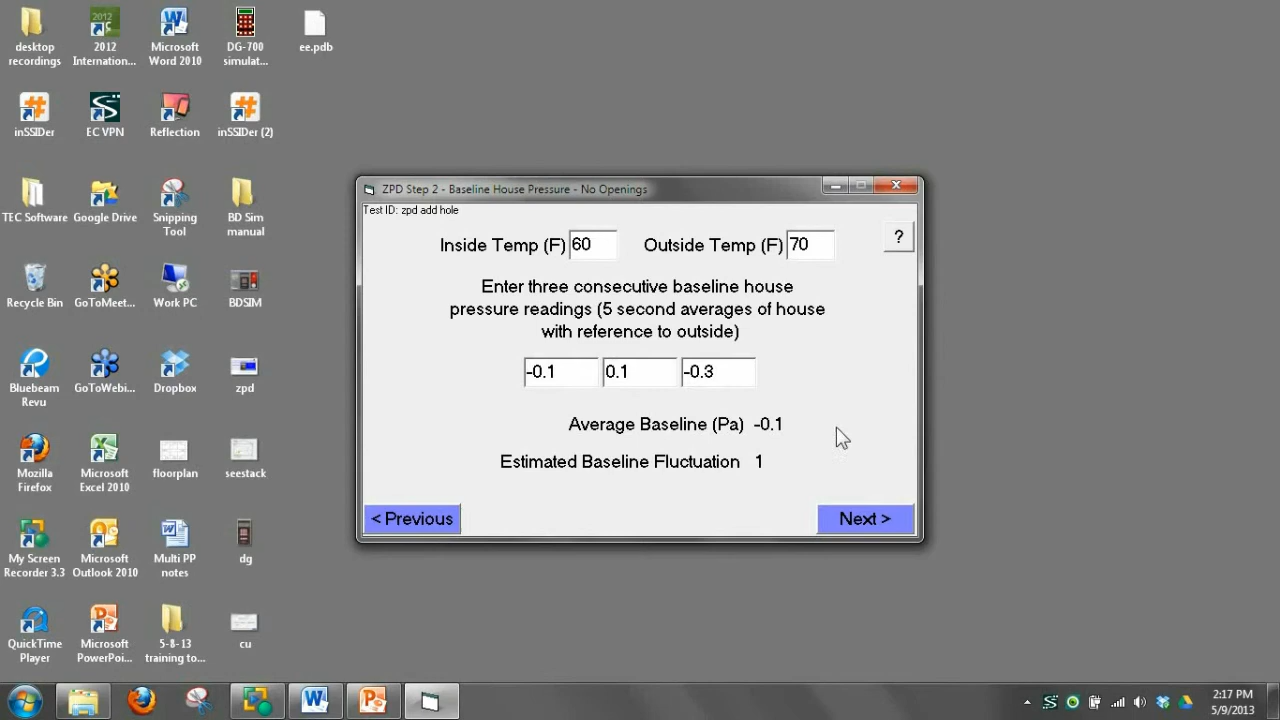 desktop
recordings
2012
2012
Internation...
Microsoft
Word 2010
DG-700
simulat...
ee.pdb
inSSIDer
EC VPN
Reflection
inSSIDer (2)
TEC Software
Google Drive
Snipping
Tool
BD Sim
manual
Recycle Bin
GoToMeet...
Work PC
BDSIM
Bluebeam
Revu
GoToWebi...
Dropbox
zpd
Mozilla
Firefox
Microsoft
Excel 2010
floorplan
seestack
My Screen
Recorder 3.3
Microsoft
Outlook 2010
Multi PP
notes
dg
QuickTime
Player
Microsoft
PowerPoi...
5-8-13
training to...
cu
ZPD Step 2 - Baseline House Pressure - No Openings
Test ID: zpd add hole
Inside Temp (F) 60 Outside Temp (F) 70 ?
Enter three consecutive baseline house
pressure readings (5 second averages of house
with reference to outside)
-0.1 0.1 -0.3
Average Baseline (Pa) -0.1
Estimated Baseline Fluctuation 1
< Previous Next >
2:17 PM
5/9/2013